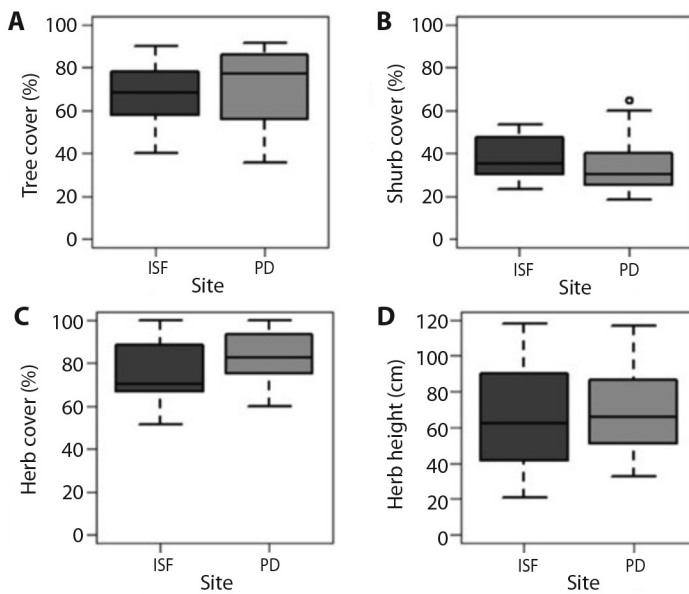 A
Tree cover (%)
100
80
60
40
20
0
ISF
PD
Site
B
Shurb cover (%)
100
80
60
40
20
0
ISF
PD
Site
C
Herb cover (%)
100
80
60
40
20
0
ISF
PD
Site
D
Herb height (cm)
120
100
80
60
40
20
0
ISF
PD
Site